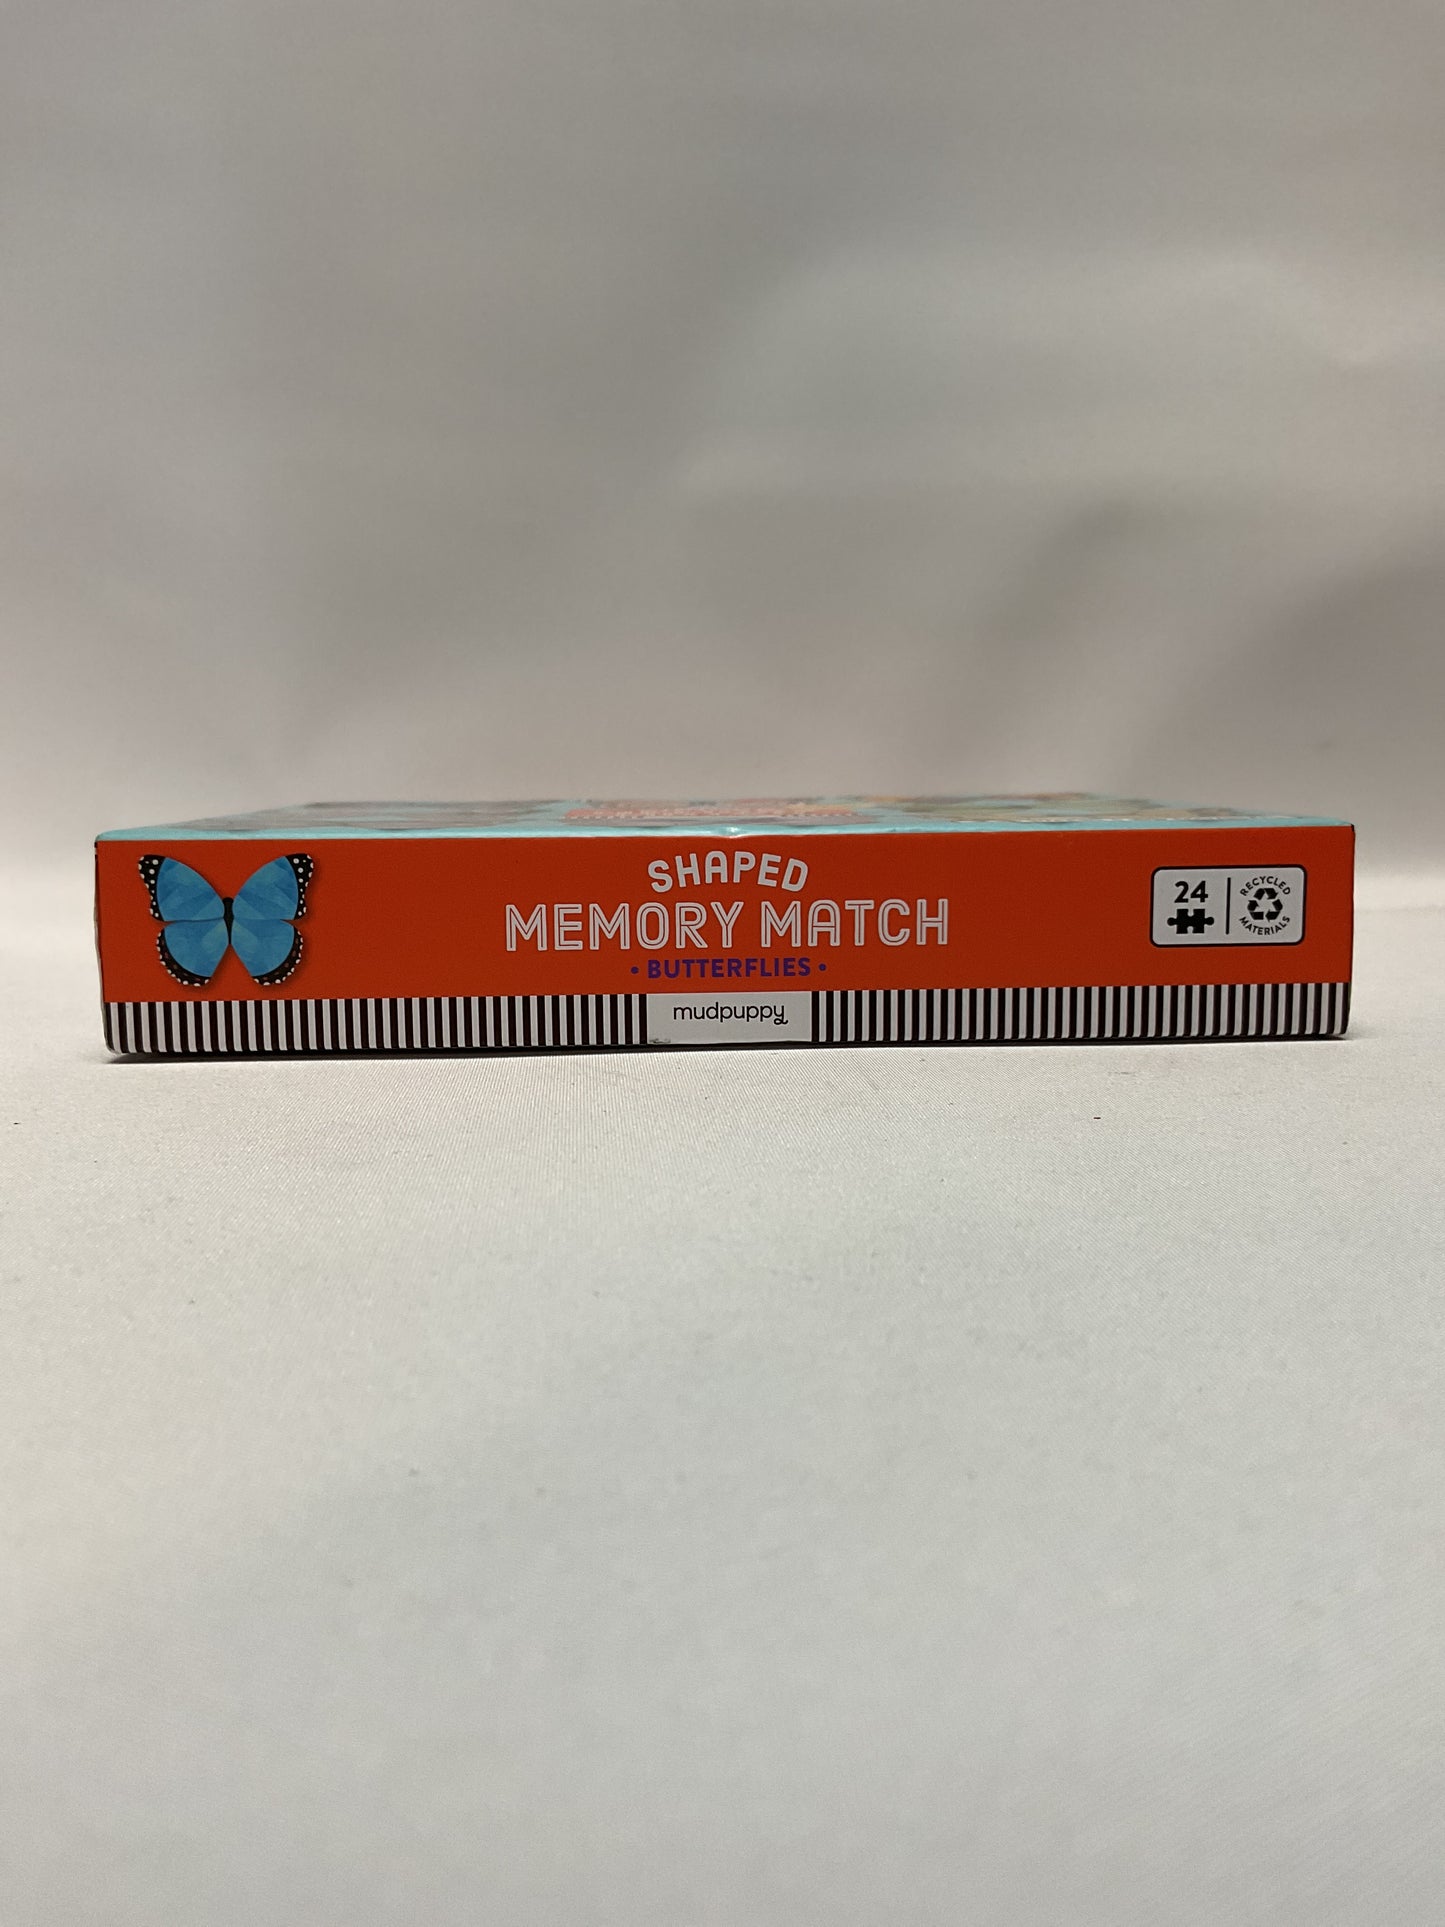 SHAPED
MEMORY MATCH
• BUTTERFLIES •
mudpuppy
24
RECYCLED
MATERIALS